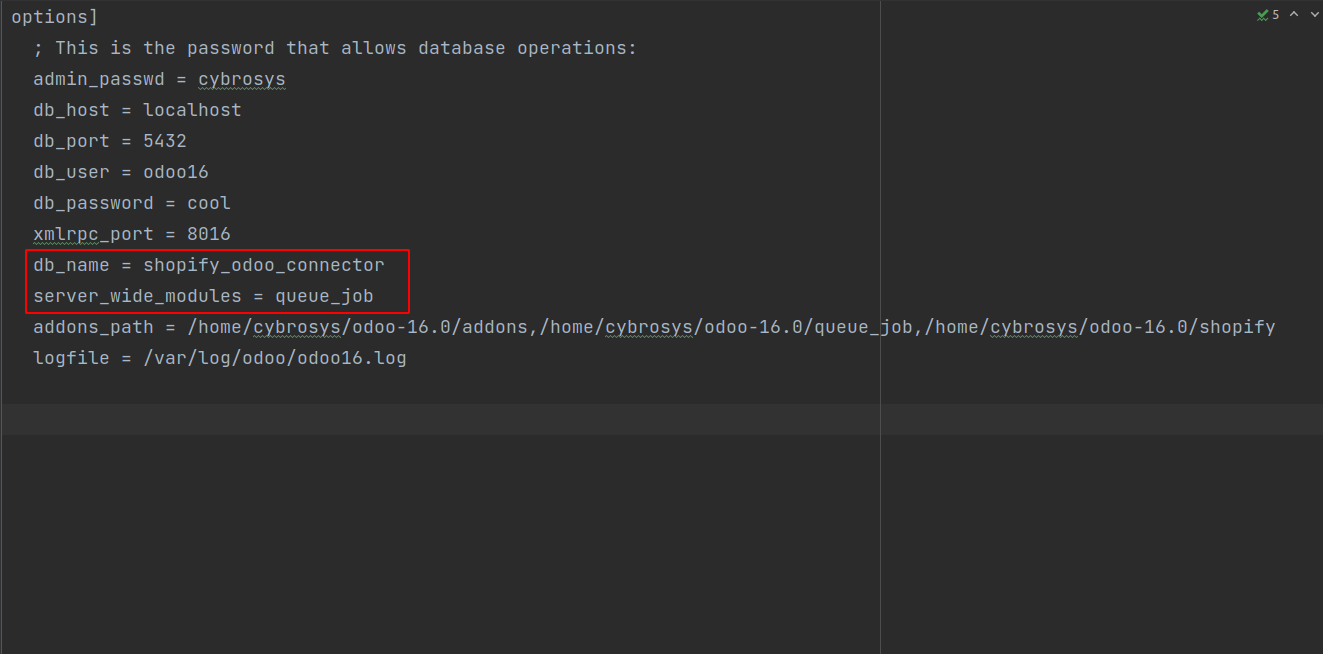 options]
5
; This is the password that allows database operations:
admin_passwd = cybrosys
db_host = localhost
db_port = 5432
db_user = odoo16
db_password = cool
xmlrpc_port = 8016
db_name = shopify_odoo_connector
server_wide_modules = queue_job
addons_path = /home/cybrosys/odoo-16.0/addons,/home/cybrosys/odoo-16.0/queue_job,/home/cybrosys/odoo-16.0/shopify
logfile = /var/log/odoo/odoo16.log